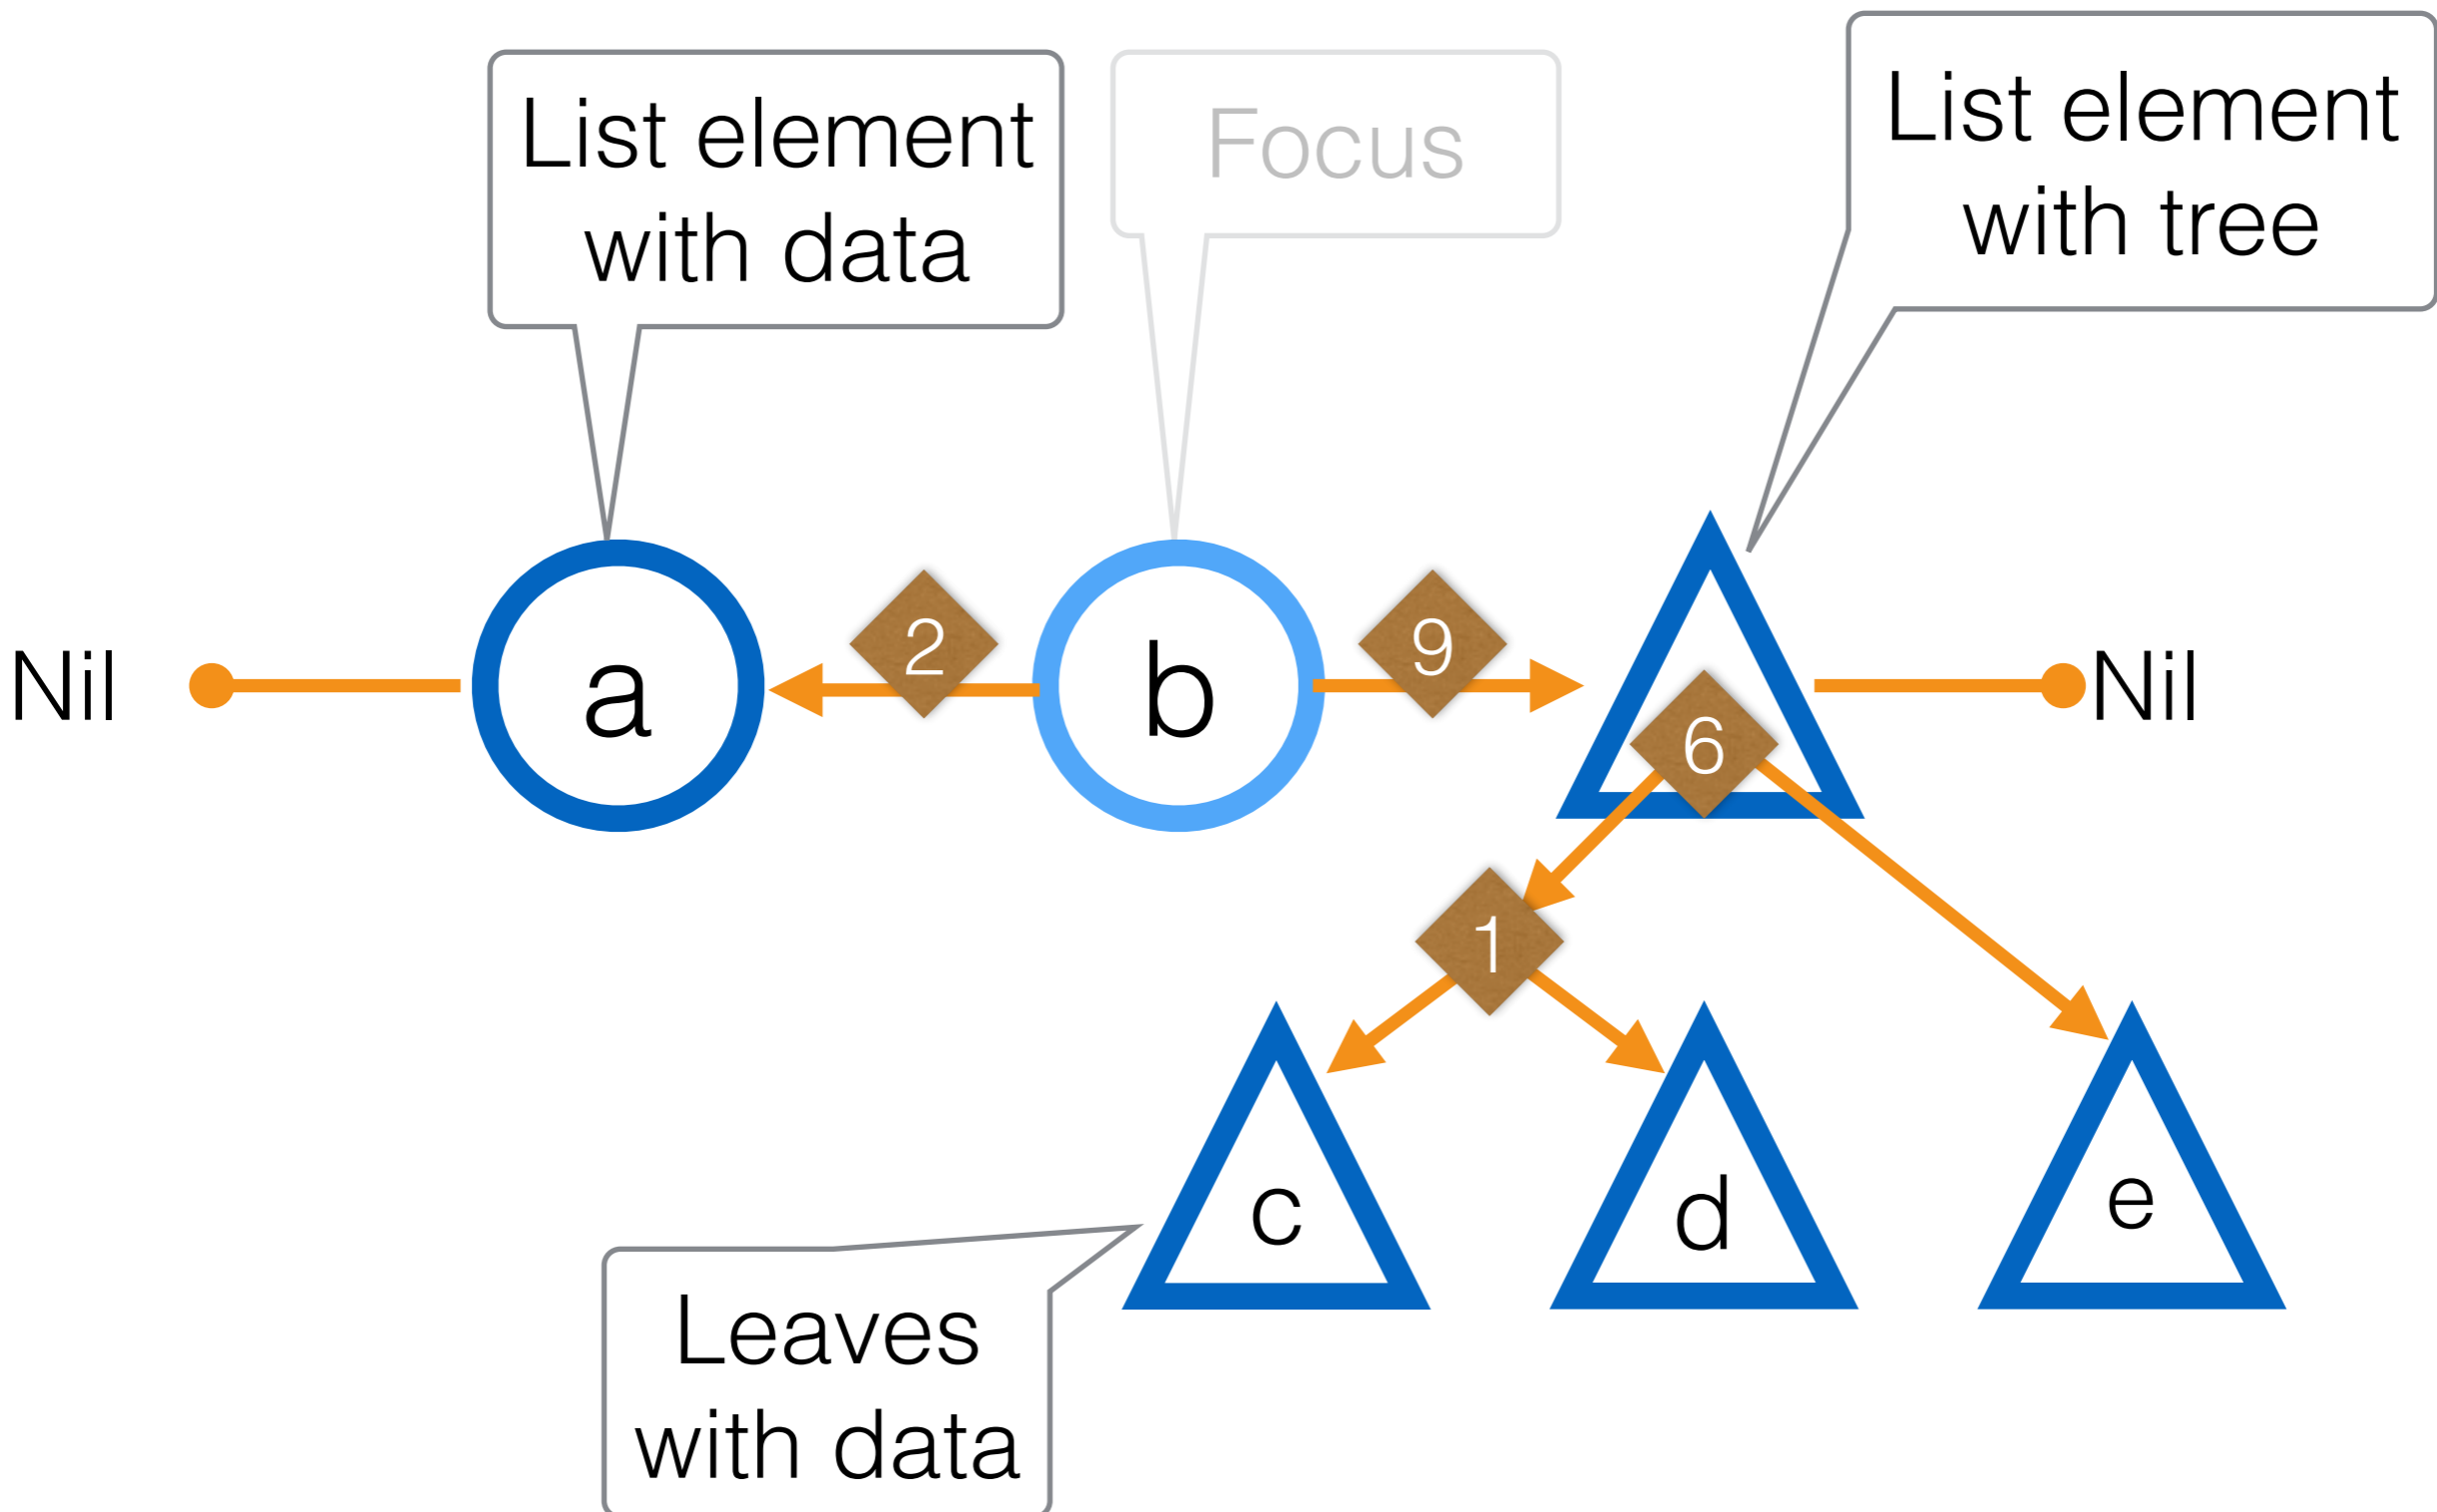 List element
with data
Focus
List element
with tree
Nil
a
2
b
9
6
Nil
1
c
d
e
Leaves
with data